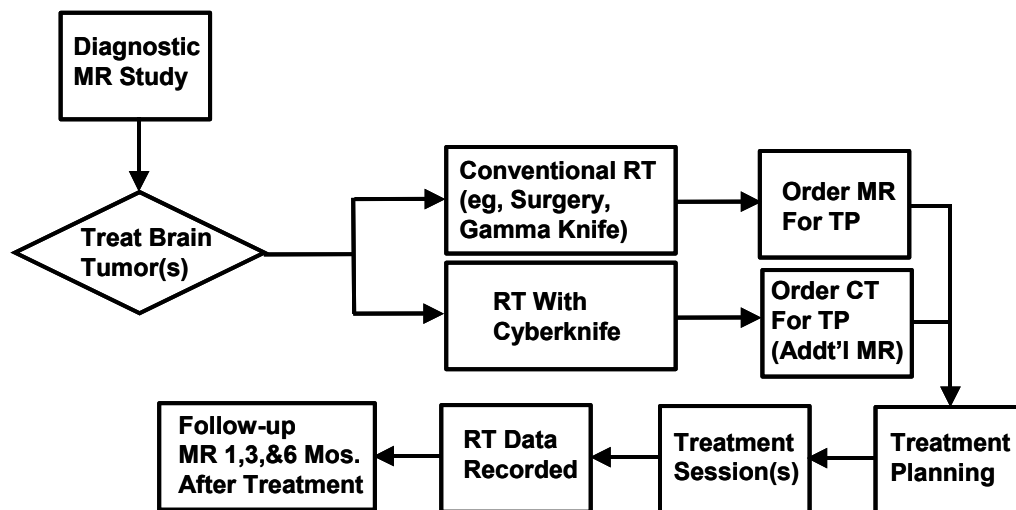 Diagnostic
MR Study
Treat Brain
Tumor(s)
Conventional RT
(eg, Surgery,
Gamma Knife)
Order MR
For TP
RT With
Cyberknife
Order CT
For TP
(Addt'l MR)
Treatment
Planning
Treatment
Session(s)
RT Data
Recorded
Follow-up
MR 1,3,&6 Mos.
After Treatment